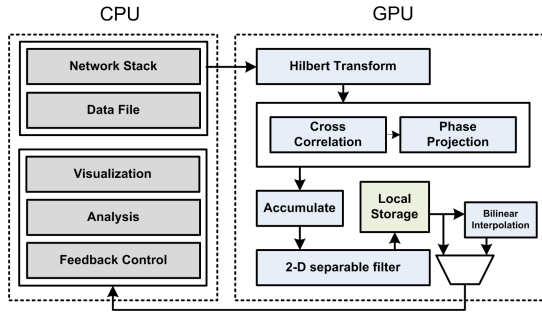 CPU
GPU
Network Stack
Data File
Visualization
Analysis
Feedback Control
Hilbert Transform
Cross
Correlation
Phase
Projection
Accumulate
Local
Storage
Bilinear
Interpolation
2-D separable filter